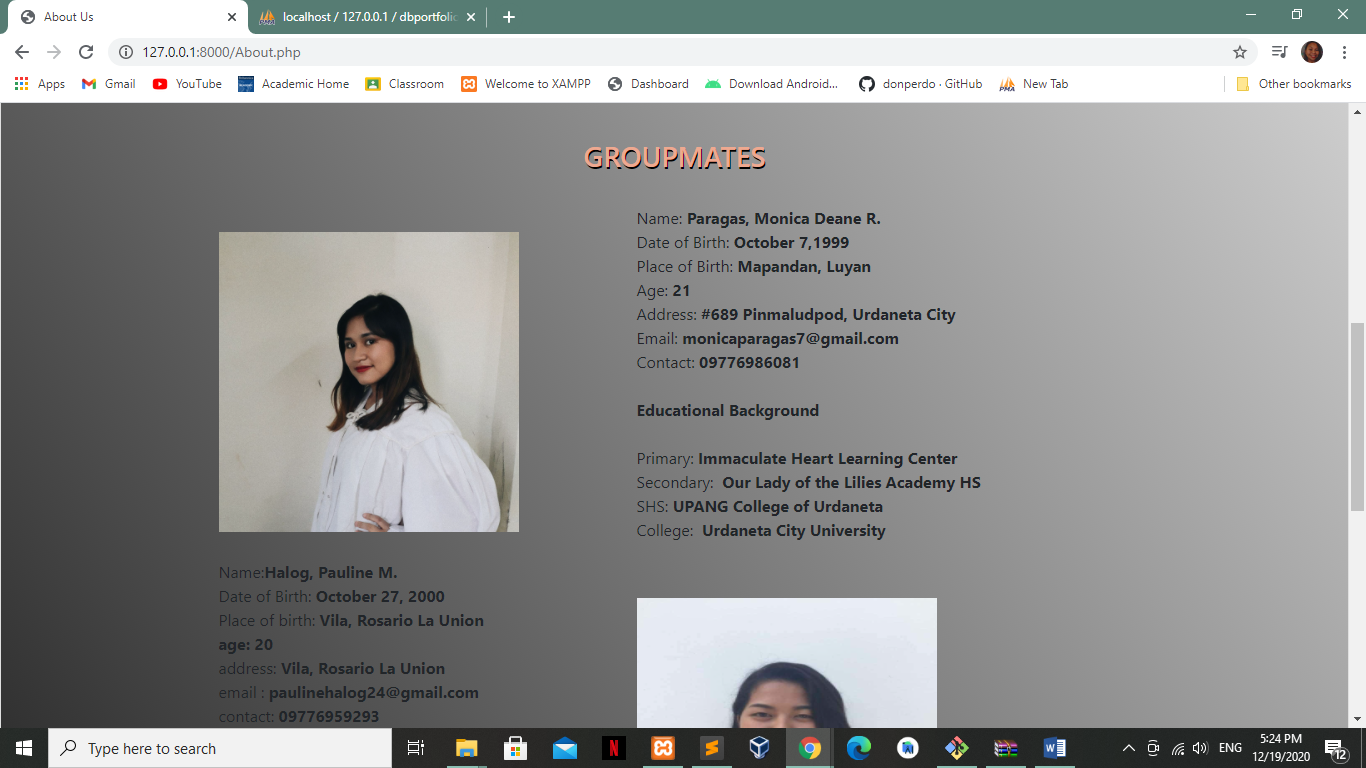 About Us
localhost / 127.0.0.1 / dbportfolio
127.0.0.1:8000/About.php
Apps
Gmail
YouTube
Academic Home
Classroom
Welcome to XAMPP
Dashboard
Download Android...
donperdo · GitHub
New Tab
Other bookmarks
GROUPMATES
Name: Paragas, Monica Deane R.
Date of Birth: October 7,1999
Place of Birth: Mapandan, Luyan
Age: 21
Address: #689 Pinmaludpod, Urdaneta City
Email: monicaparagas7@gmail.com
Contact: 09776986081
Educational Background
Primary: Immaculate Heart Learning Center
Secondary: Our Lady of the Lilies Academy HS
SHS: UPANG College of Urdaneta
College: Urdaneta City University
Name:Halog, Pauline M.
Date of Birth: October 27, 2000
Place of birth: Vila, Rosario La Union
age: 20
address: Vila, Rosario La Union
email : paulinehalog24@gmail.com
contact: 09776959293
Type here to search
ENG
5:24 PM
12/19/2020
12